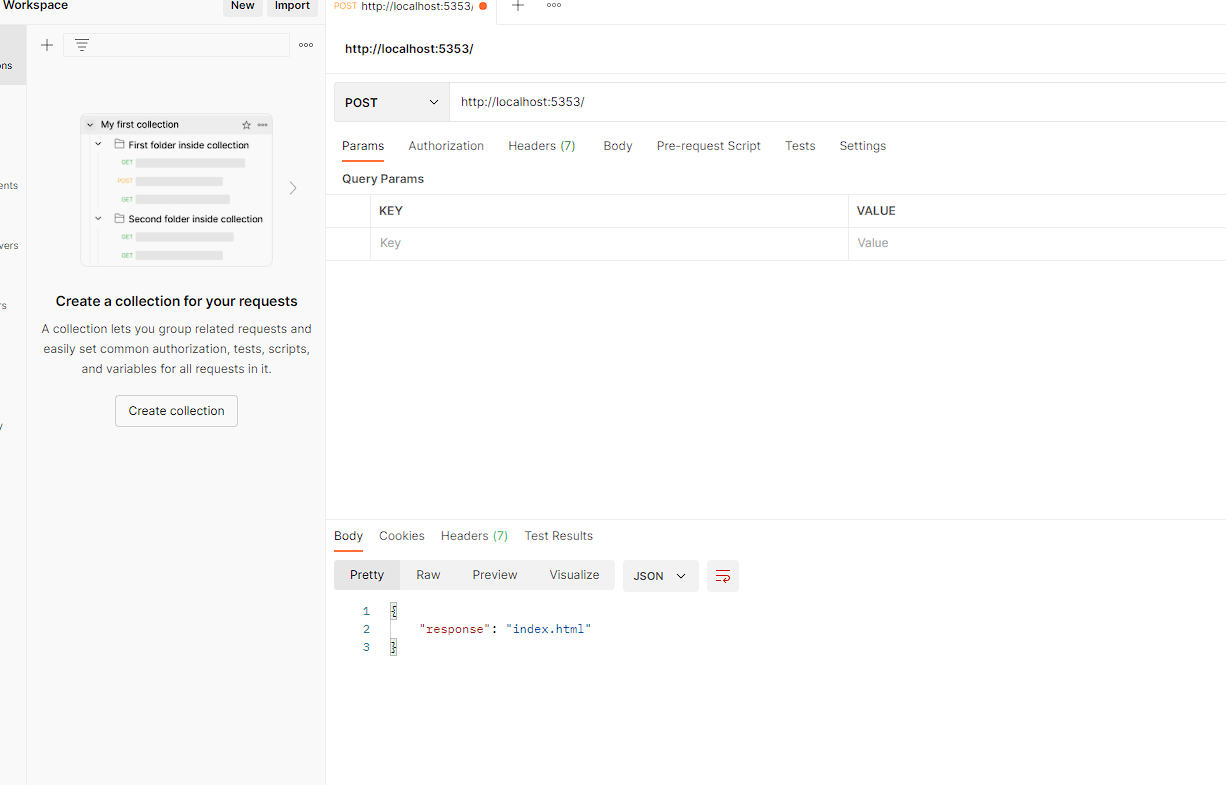 Workspace
New
Import
ons
ents
vers
rs
y
My first collection
First folder inside collection
GET
POST
GET
Second folder inside collection
GET
GET
Create a collection for your requests
A collection lets you group related requests and
easily set common authorization, tests, scripts,
and variables for all requests in it.
Create collection
POST http://localhost:5353/
http://localhost:5353/
POST http://localhost:5353/
Params Authorization Headers (7) Body Pre-request Script Tests Settings
Query Params
KEY VALUE
Key Value
Body Cookies Headers (7) Test Results
Pretty Raw Preview Visualize JSON
1 {
2 "response": "index.html"
3 }